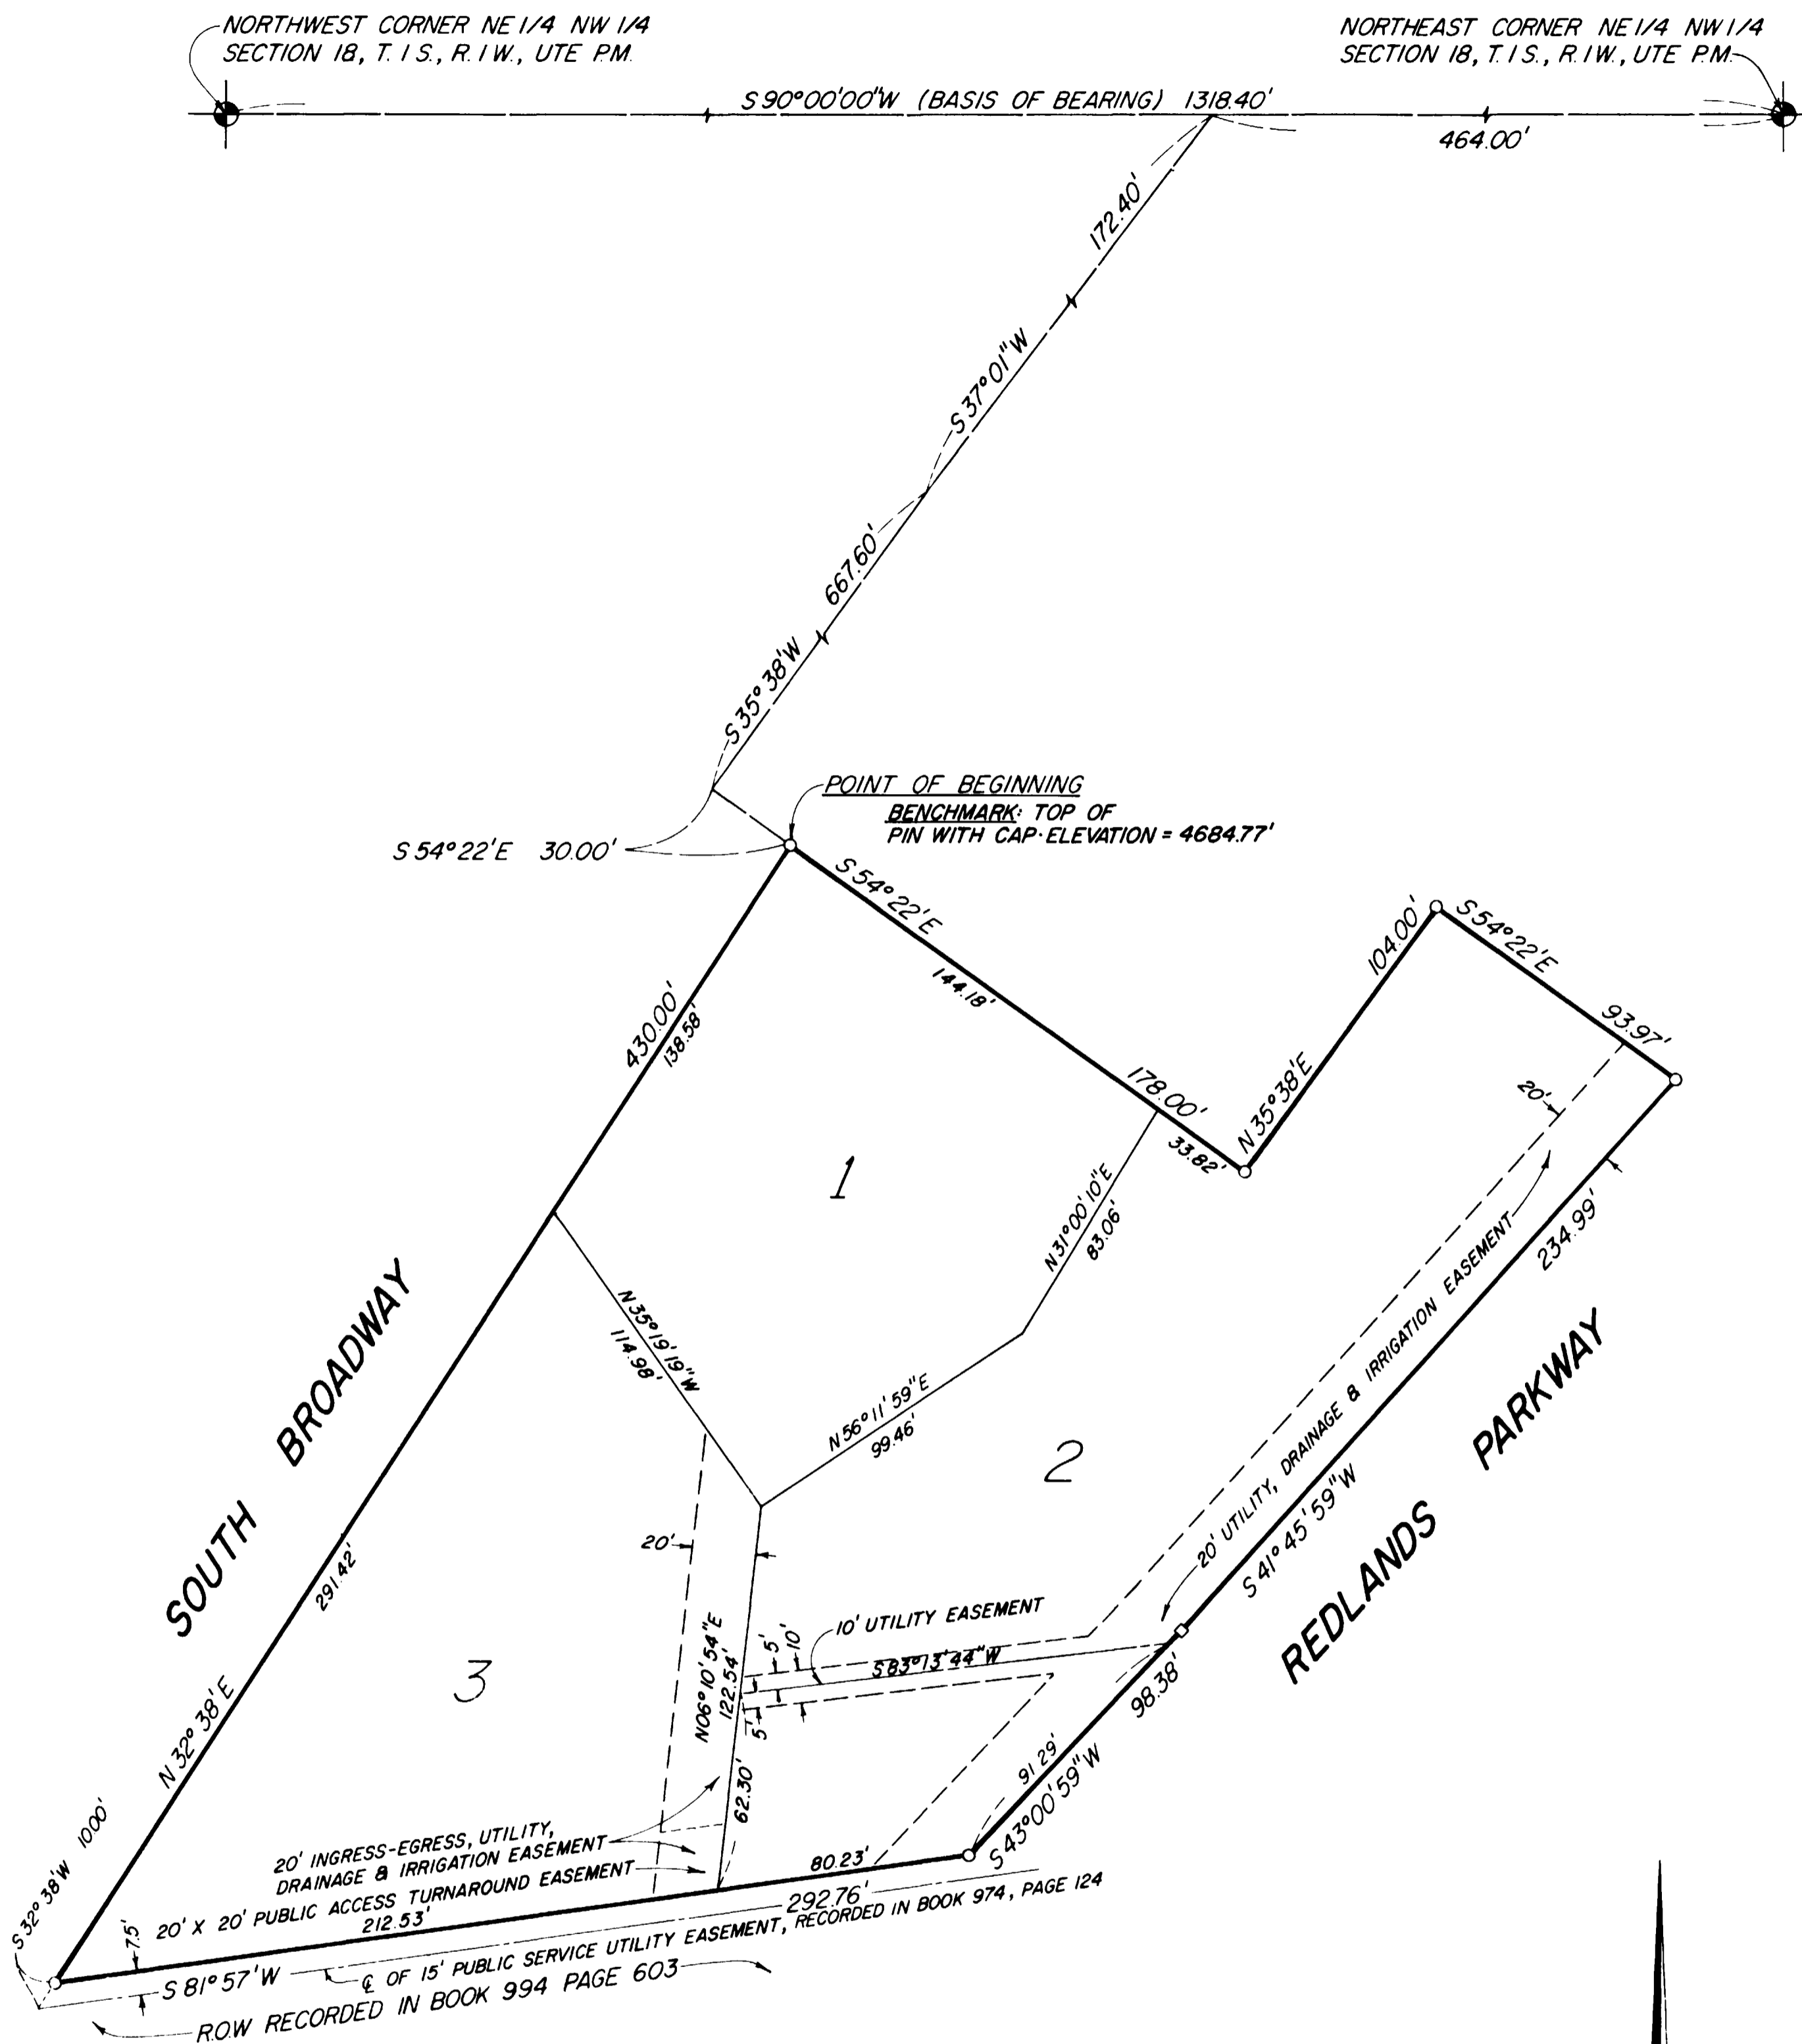 NORTHWEST CORNER NE 1/4 NW 1/4
SECTION 18, T. 1 S., R. 1 W., UTE P.M.
NORTHEAST CORNER NE 1/4 NW 1/4
SECTION 18, T. 1 S., R. 1 W., UTE P.M.
S 90°00'00"W (BASIS OF BEARING) 1318.40'
464.00'
172.40'
S 37°01"W
667.60'
S 35°38'W
POINT OF BEGINNING
BENCHMARK: TOP OF
PIN WITH CAP·ELEVATION = 4684.77'
S 54°22'E 30.00'
S 54°22'E
144.18'
178.00'
33.82'
N 35°38'E
104.00'
S 54°22'E
93.97'
20'
430.00'
138.58'
1
N 31°00'10"E
83.06'
234.99'
20' UTILITY, DRAINAGE & IRRIGATION EASEMENT
SOUTH BROADWAY
N 35°19'19"W
114.98'
N 56°11'59"E
99.46'
2
S 41°45'59"W
REDLANDS PARKWAY
291.42'
20'
3
N 32°38'E
N06°10'54"E
122.54'
5'
10'
10' UTILITY EASEMENT
S83°13'44"W
5'
98.38'
91.29'
S 43°00'59"W
62.30'
20' INGRESS-EGRESS, UTILITY,
DRAINAGE & IRRIGATION EASEMENT
20' X 20' PUBLIC ACCESS TURNAROUND EASEMENT
80.23'
212.53'
292.76'
S 32°38'W 10.00'
7.5'
S 81°57'W
℄ OF 15' PUBLIC SERVICE UTILITY EASEMENT, RECORDED IN BOOK 974, PAGE 124
R.O.W RECORDED IN BOOK 994 PAGE 603